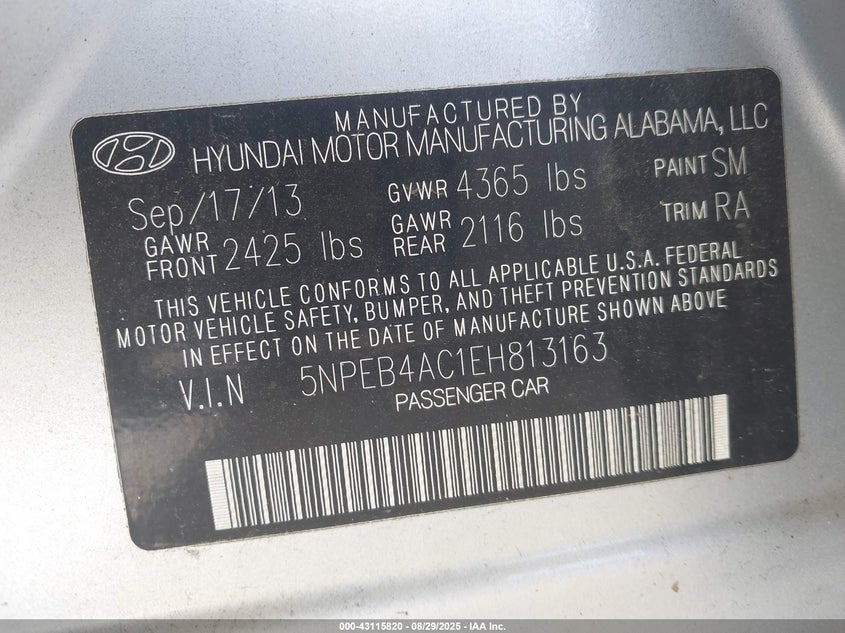 MANUFACTURED BY
HYUNDAI MOTOR MANUFACTURING ALABAMA, LLC
Sep/17/13 GVWR 4365 lbs PAINT SM
GAWR FRONT 2425 lbs GAWR REAR 2116 lbs TRIM RA
THIS VEHICLE CONFORMS TO ALL APPLICABLE U.S.A. FEDERAL
MOTOR VEHICLE SAFETY, BUMPER, AND THEFT PREVENTION STANDARDS
IN EFFECT ON THE DATE OF MANUFACTURE SHOWN ABOVE
V.I.N 5NPEB4AC1EH813163
PASSENGER CAR
000-43115820 - 08/29/2025 - IAA Inc.